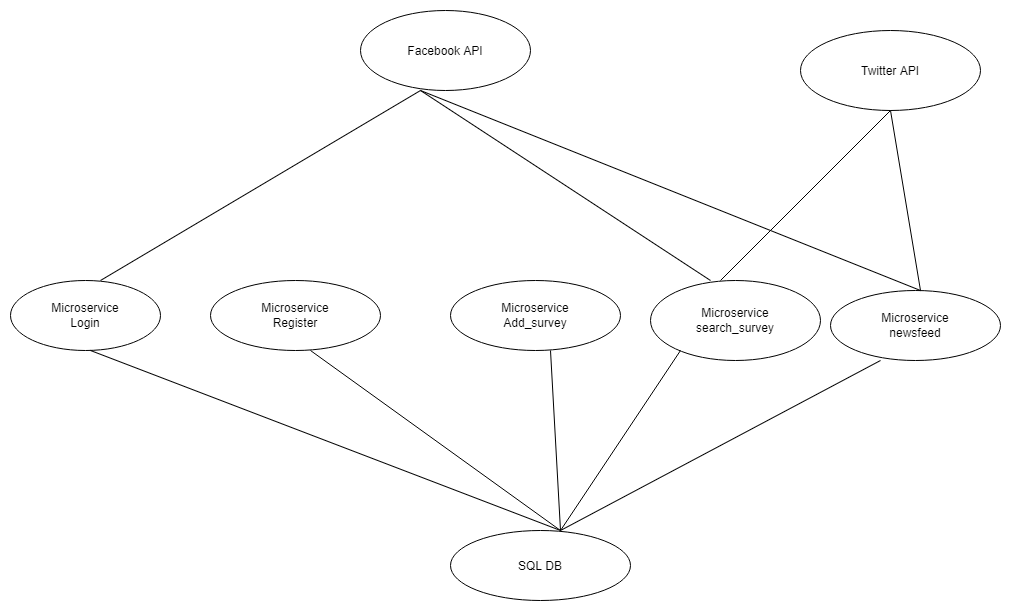 Facebook API
Twitter API
Microservice
Login
Microservice
Register
Microservice
Add_survey
Microservice
search_survey
Microservice
newsfeed
SQL DB